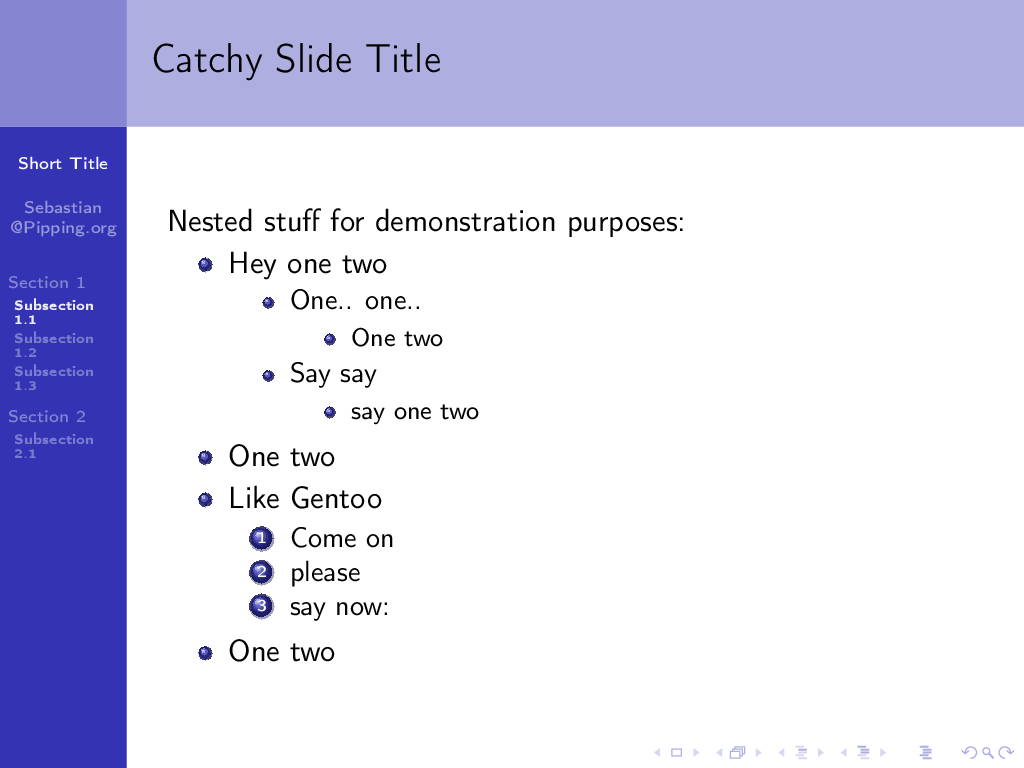 Catchy Slide Title
Short Title
Sebastian
@Pipping.org
Section 1
Subsection
1.1
Subsection
1.2
Subsection
1.3
Section 2
Subsection
2.1
Nested stuff for demonstration purposes:
Hey one two
One.. one..
One two
Say say
say one two
One two
Like Gentoo
1 Come on
2 please
3 say now:
One two